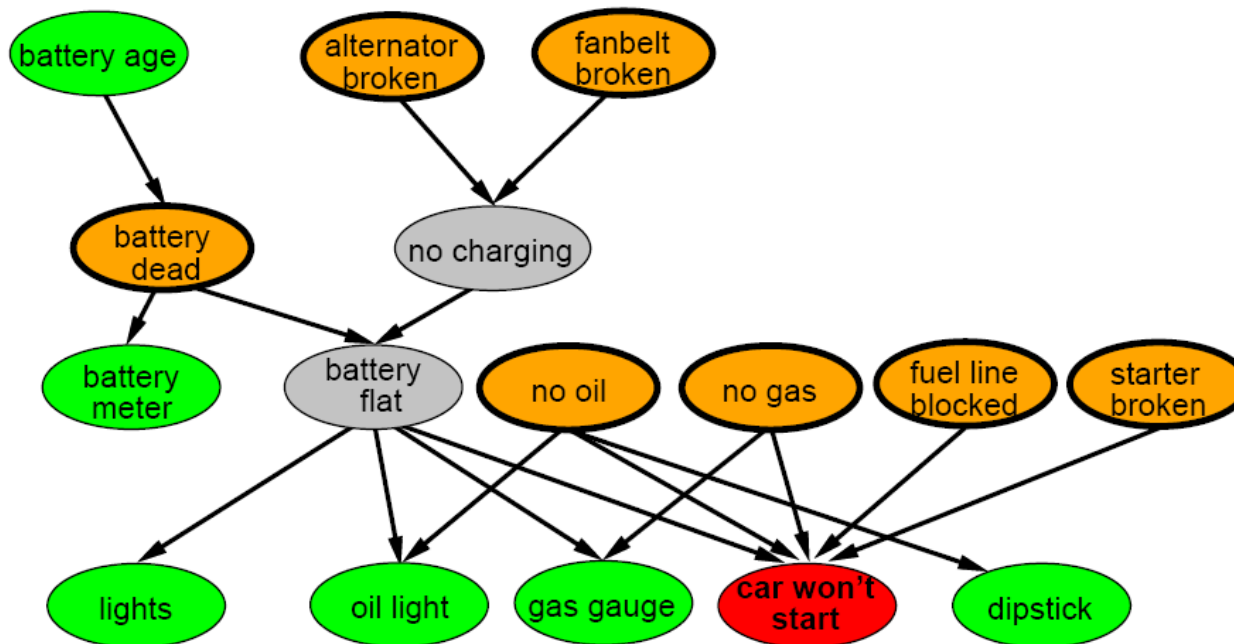 battery age
alternator
broken
fanbelt
broken
battery
dead
no charging
battery
meter
battery
flat
no oil
no gas
fuel line
blocked
starter
broken
lights
oil light
gas gauge
car won't
start
dipstick